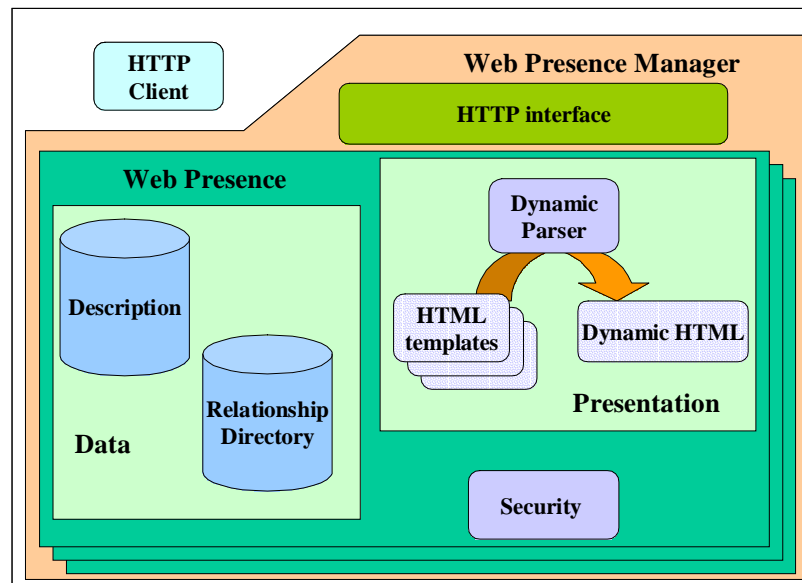 HTTP
Client
Web Presence Manager
HTTP interface
Web Presence
Description
Relationship
Directory
Data
Dynamic
Parser
HTML
templates
Dynamic HTML
Presentation
Security